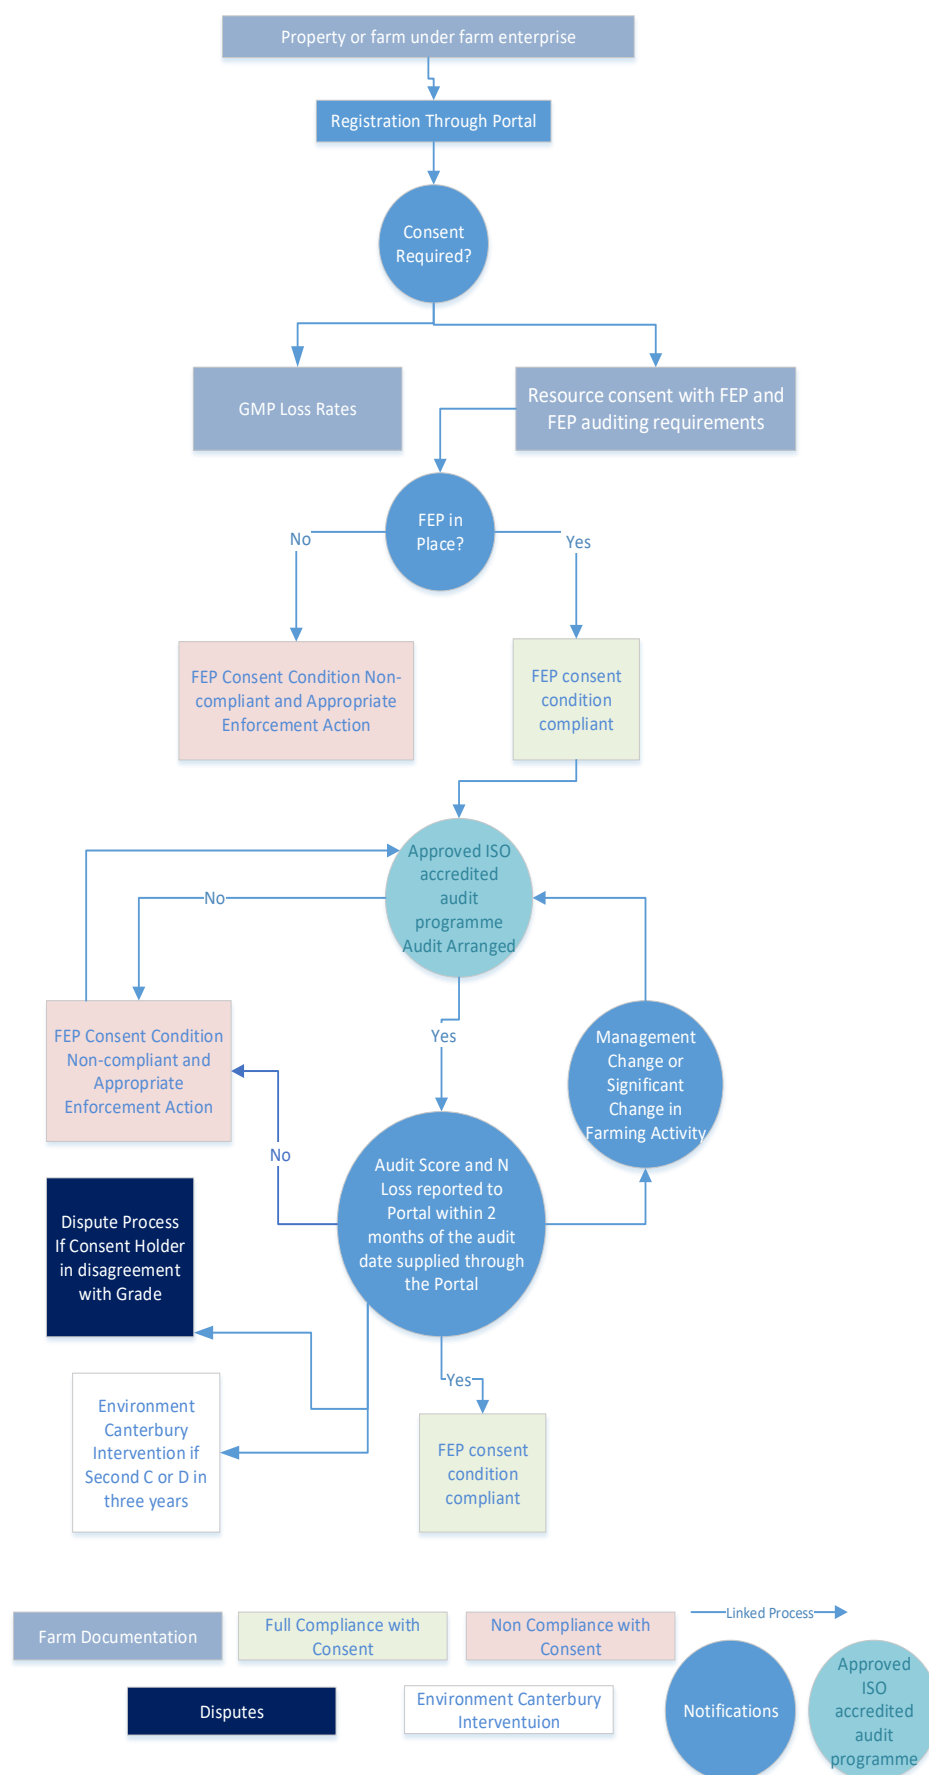 Property or farm under farm enterprise
Registration Through Portal
Consent
Required?
GMP Loss Rates
Resource consent with FEP and
FEP auditing requirements
FEP in
Place?
No
Yes
FEP Consent Condition Non-
compliant and Appropriate
Enforcement Action
FEP consent
condition
compliant
Approved ISO
accredited
audit
programme
Audit Arranged
No
Yes
FEP Consent Condition
Non-compliant and
Appropriate
Enforcement Action
Management
Change or
Significant
Change in
Farming Activity
No
Audit Score and N
Loss reported to
Portal within 2
months of the audit
date supplied through
the Portal
Dispute Process
If Consent Holder
in disagreement
with Grade
Yes
Environment
Canterbury
Intervention if
Second C or D in
three years
FEP consent
condition
compliant
Farm Documentation
Full Compliance with
Consent
Non Compliance with
Consent
Linked Process
Disputes
Environment Canterbury
Interventuion
Notifications
Approved
ISO
accredited
audit
programme